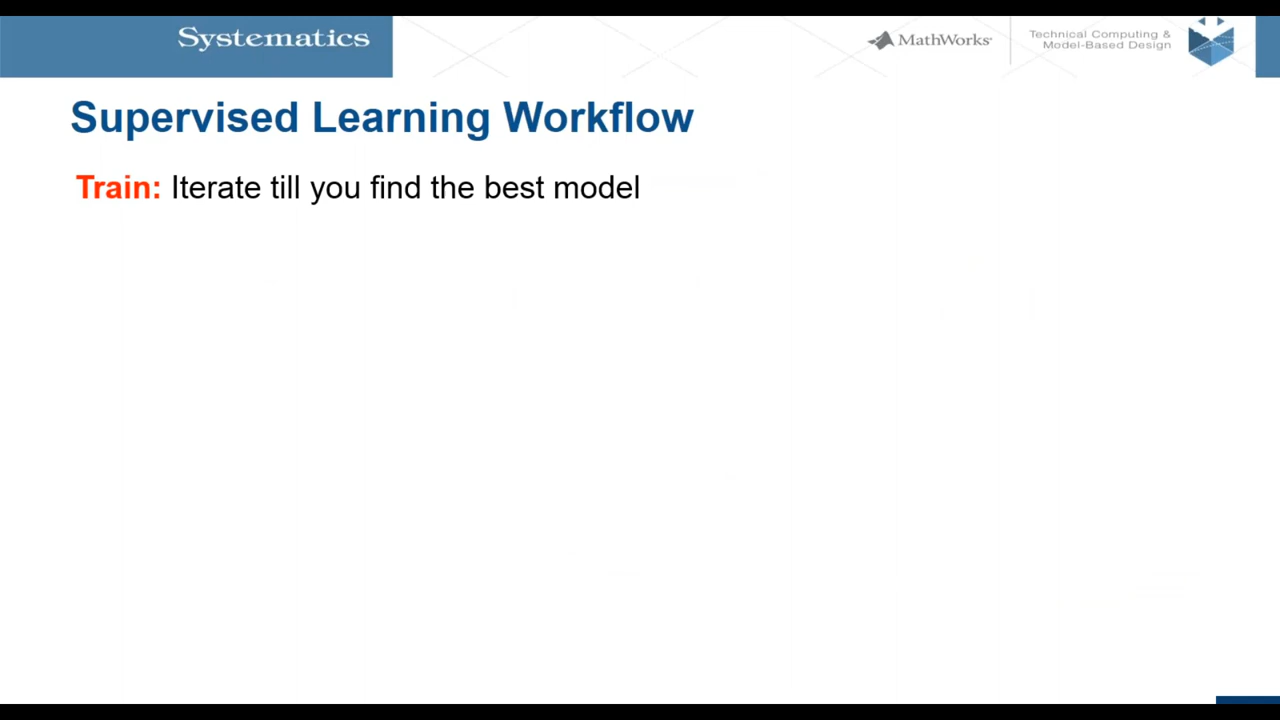 Systematics
MathWorks
Technical Computing &
Model-Based Design
Supervised Learning Workflow
Train: Iterate till you find the best model